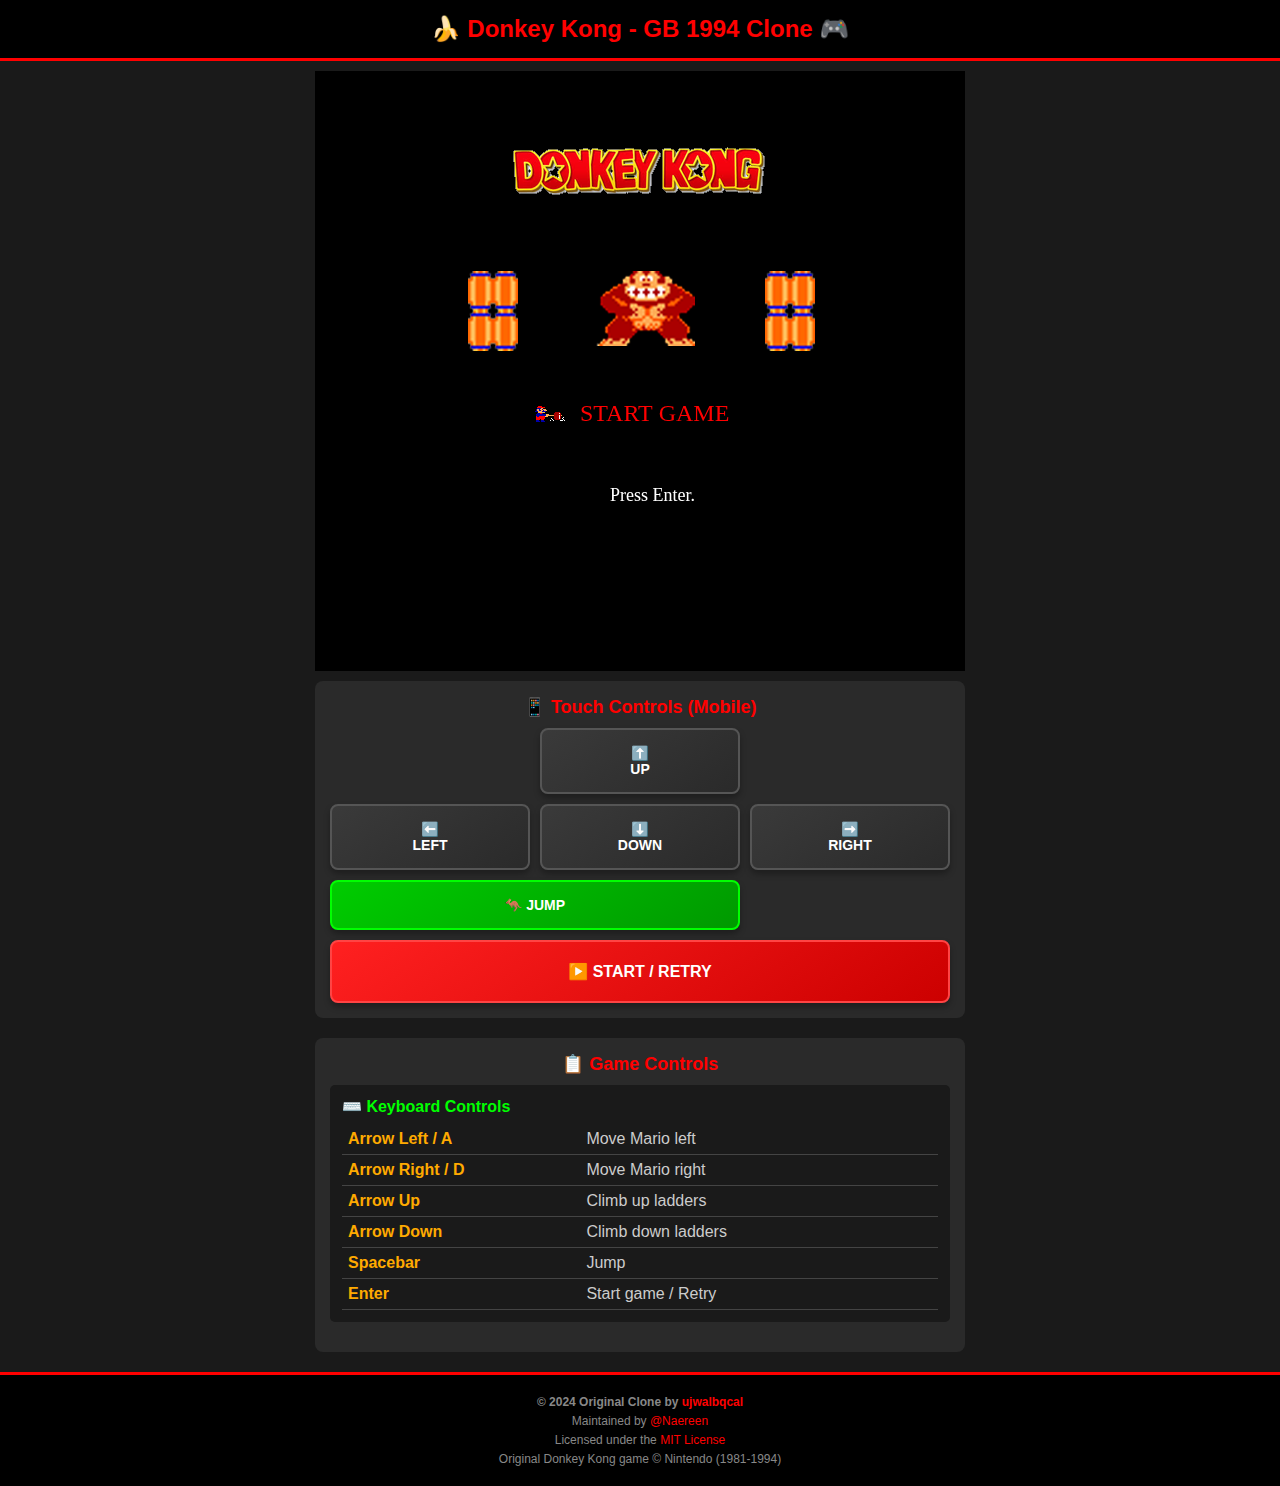 🍌 Donkey Kong - GB 1994 Clone 🎮
DONKEY KONG
START GAME
Press Enter.
📱 Touch Controls (Mobile)
⬆️
UP
⬅️ ⬇️ ➡️
LEFT DOWN RIGHT
🦘 JUMP
▶️ START / RETRY
📋 Game Controls
⌨️ Keyboard Controls
Arrow Left / A Move Mario left
Arrow Right / D Move Mario right
Arrow Up Climb up ladders
Arrow Down Climb down ladders
Spacebar Jump
Enter Start game / Retry
© 2024 Original Clone by ujwalbqcal
Maintained by @Naereen
Licensed under the MIT License
Original Donkey Kong game © Nintendo (1981-1994)